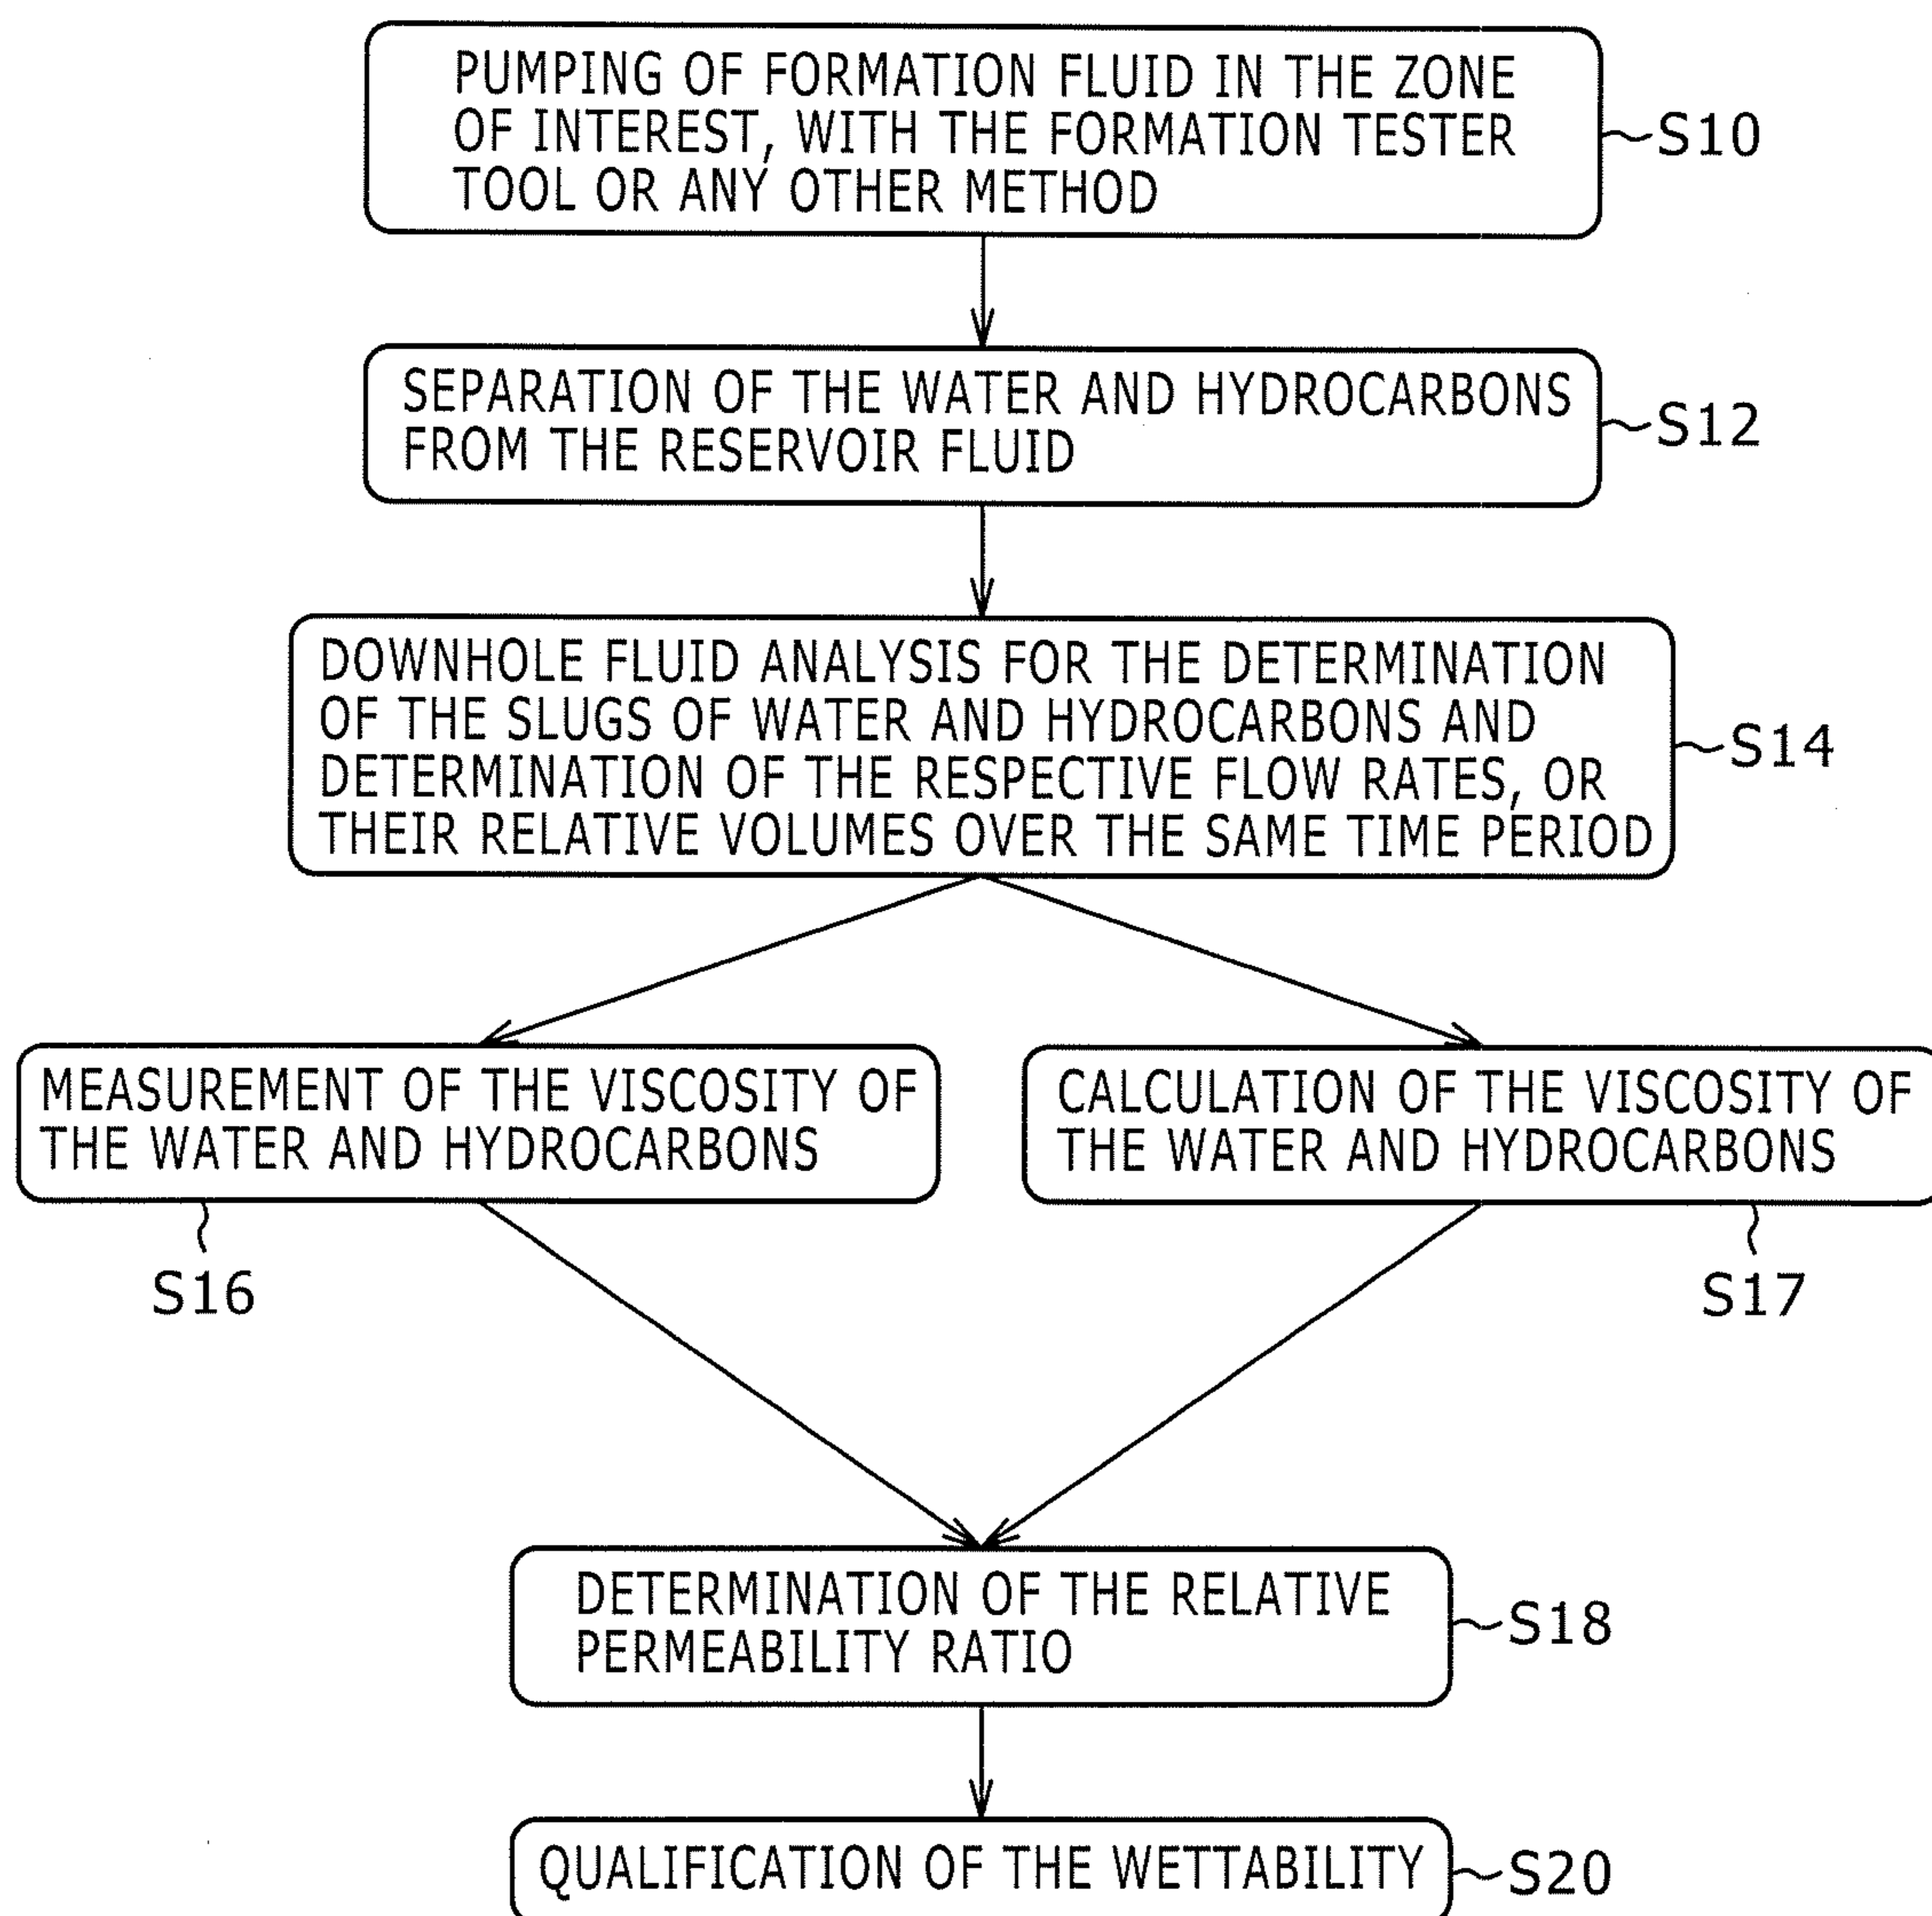 PUMPING OF FORMATION FLUID IN THE ZONE
OF INTEREST, WITH THE FORMATION TESTER
TOOL OR ANY OTHER METHOD
S10
SEPARATION OF THE WATER AND HYDROCARBONS
FROM THE RESERVOIR FLUID
S12
DOWNHOLE FLUID ANALYSIS FOR THE DETERMINATION
OF THE SLUGS OF WATER AND HYDROCARBONS AND
DETERMINATION OF THE RESPECTIVE FLOW RATES, OR
THEIR RELATIVE VOLUMES OVER THE SAME TIME PERIOD
S14
MEASUREMENT OF THE VISCOSITY OF
THE WATER AND HYDROCARBONS
S16
CALCULATION OF THE VISCOSITY OF
THE WATER AND HYDROCARBONS
S17
DETERMINATION OF THE RELATIVE
PERMEABILITY RATIO
S18
QUALIFICATION OF THE WETTABILITY
S20